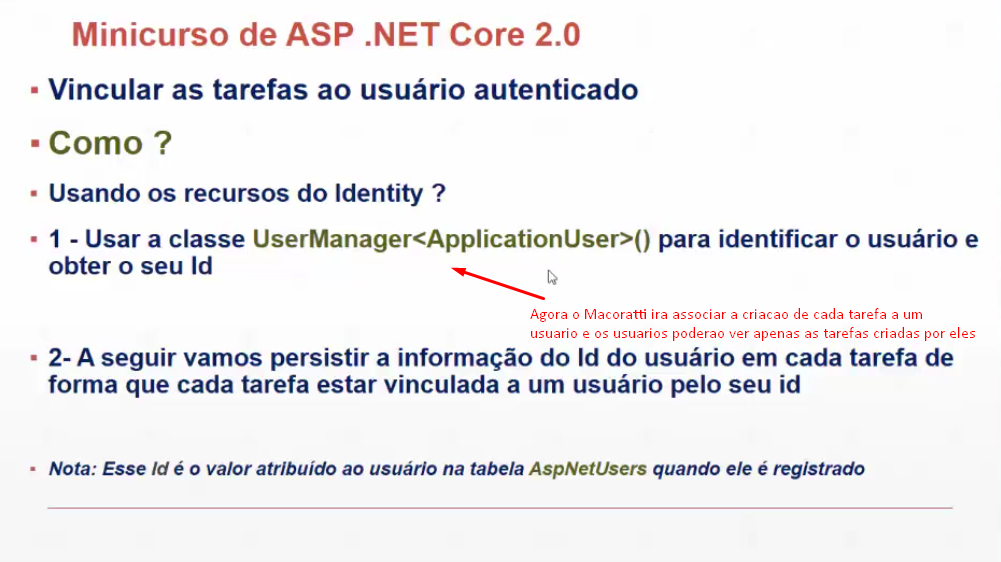 Minicurso de ASP .NET Core 2.0
Vincular as tarefas ao usuário autenticado
Como ?
Usando os recursos do Identity ?
1 - Usar a classe UserManager<ApplicationUser>() para identificar o usuário e
obter o seu Id
Agora o Macoratti ira associar a criacao de cada tarefa a um
usuario e os usuarios poderao ver apenas as tarefas criadas por eles
2- A seguir vamos persistir a informação do Id do usuário em cada tarefa de
forma que cada tarefa estar vinculada a um usuário pelo seu id
Nota: Esse Id é o valor atribuído ao usuário na tabela AspNetUsers quando ele é registrado